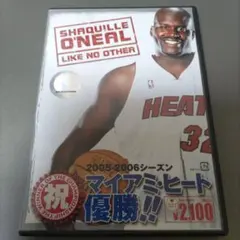 SHAQUILLE
O'NEAL
LIKE NO OTHER
HEAT
32
2005-2006シーズン
祝
マイアミ・ヒート
優勝!!
¥2,100